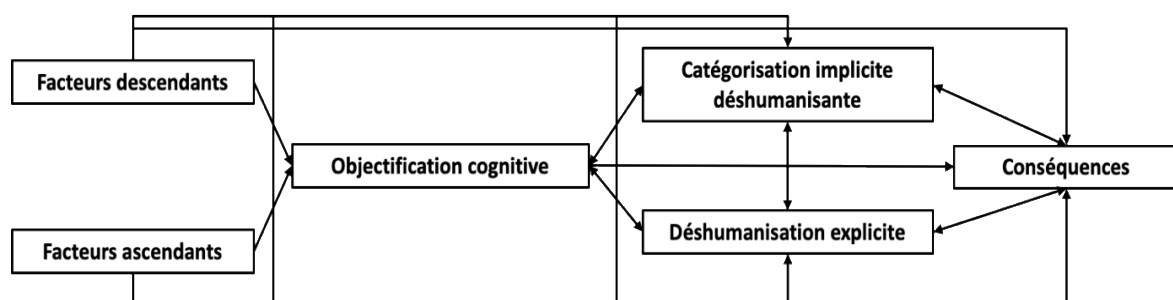 Facteurs descendants
Catégorisation implicite
déshumanisante
Objectification cognitive
Conséquences
Facteurs ascendants
Déshumanisation explicite